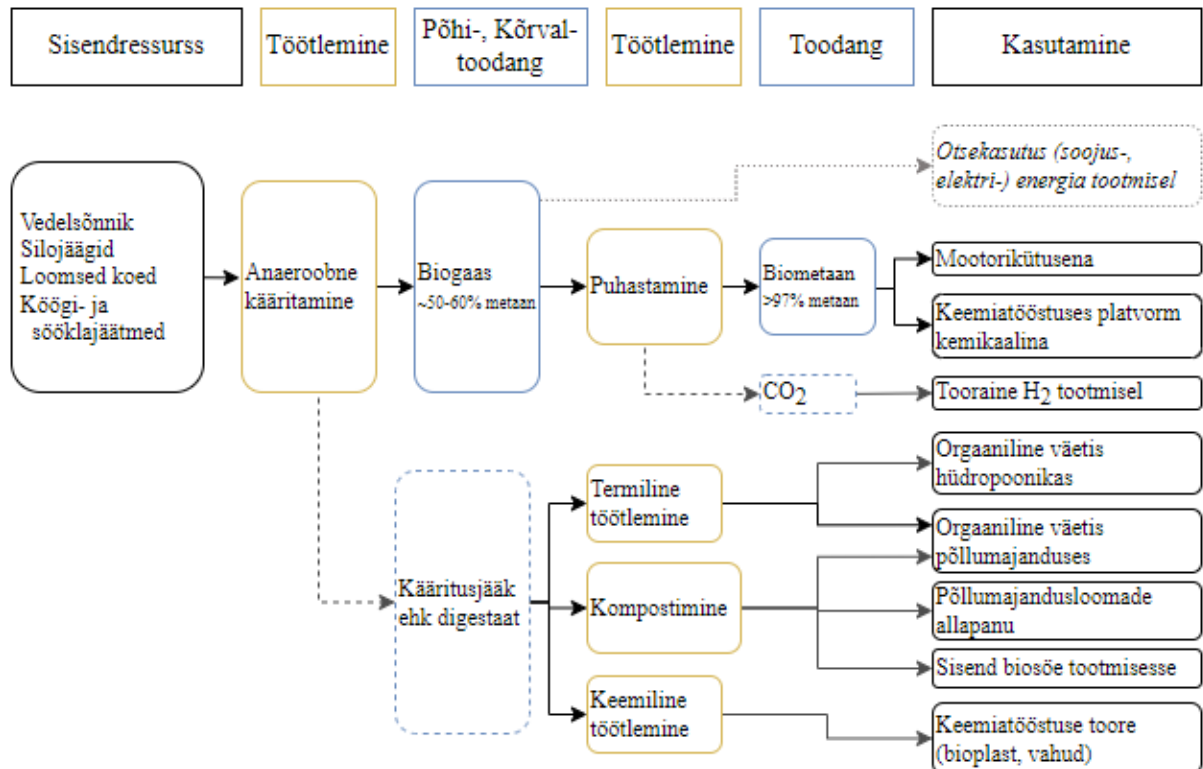 Sisendressurss
Töötlemine
Põhi-, Kõrval-
toodang
Töötlemine
Toodang
Kasutamine
Vedelsõnnik
Silojäägid
Loomsed koed
Köögi- ja
sööklajäätmed
Anaeroobne
kääritamine
Biogaas
~50-60% metaan
Puhastamine
Biometaan
>97% metaan
CO2
Otsekasutus (soojus-,
elektri-) energia tootmisel
Mootorikütusena
Keemiatööstuses platvorm
kemikaalina
Tooraine H2 tootmisel
Kääritusjääk
ehk digestaat
Termiline
töötlemine
Kompostimine
Keemiline
töötlemine
Orgaaniline väetis
hüdropoonikas
Orgaaniline väetis
põllumajanduses
Põllumajandusloomade
allapanu
Sisend biosöe tootmisesse
Keemiatööstuse toore
(bioplast, vahud)